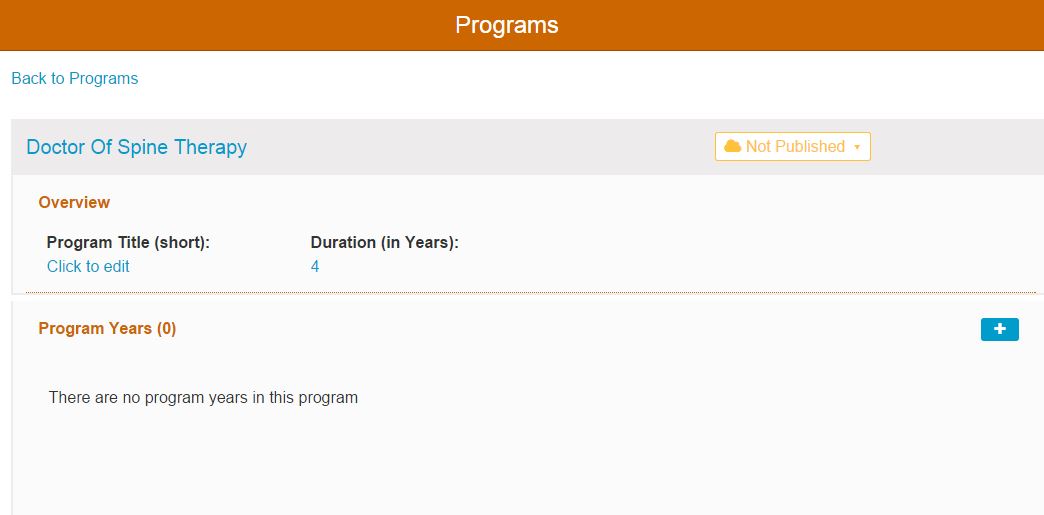 Programs
Back to Programs
Doctor Of Spine Therapy
Not Published
Overview
Program Title (short):
Duration (in Years):
Click to edit
4
Program Years (0)
There are no program years in this program